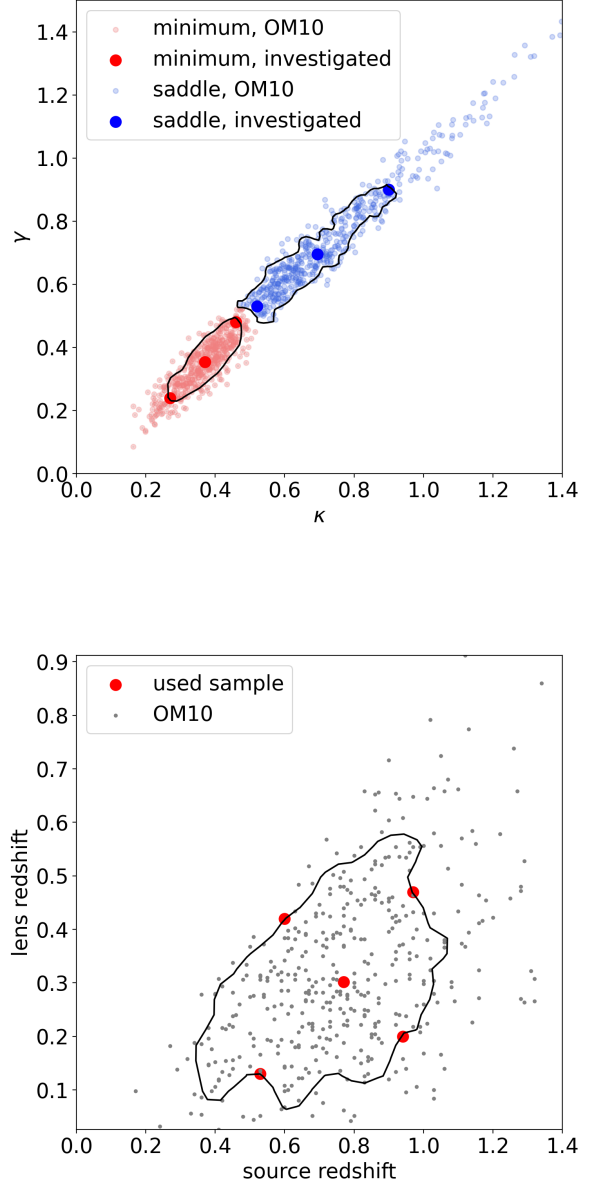 1.4
1.2
1.0
0.8
0.6
0.4
0.2
0.0
γ
minimum, OM10
minimum, investigated
saddle, OM10
saddle, investigated
0.0 0.2 0.4 0.6 0.8 1.0 1.2 1.4
κ
0.9
0.8
0.7
0.6
0.5
0.4
0.3
0.2
0.1
lens redshift
used sample
OM10
0.0 0.2 0.4 0.6 0.8 1.0 1.2 1.4
source redshift